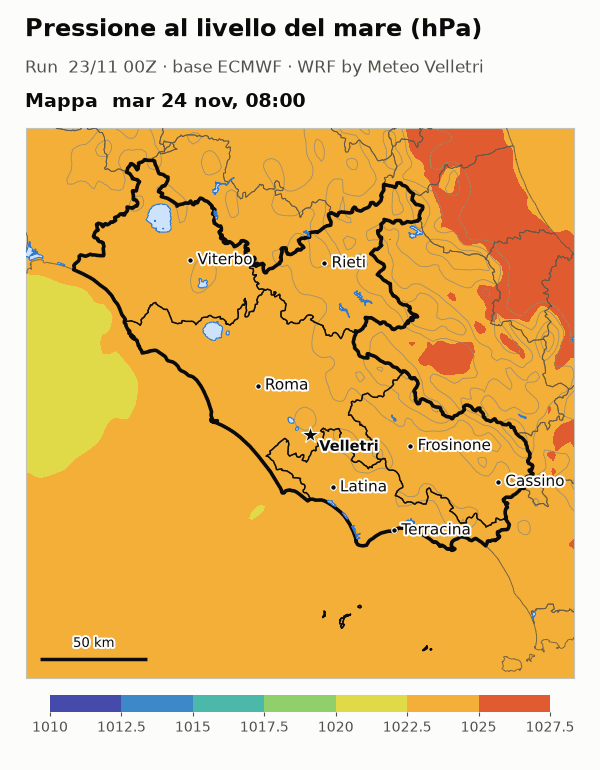 Pressione al livello del mare (hPa)
Run  23/11 00Z · base ECMWF · WRF by Meteo Velletri
Mappa  mar 24 nov, 08:00
Viterbo
Rieti
Roma
Velletri
Frosinone
Latina
Cassino
Terracina
50 km
1010 1012.5 1015 1017.5 1020 1022.5 1025 1027.5